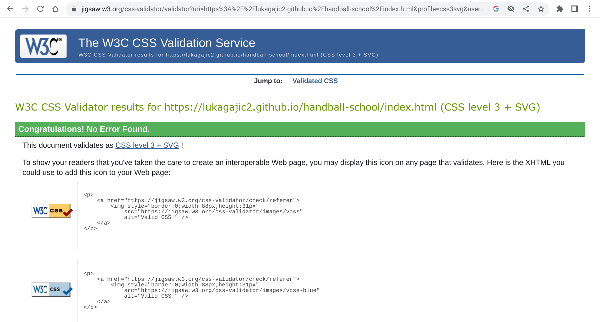 jigsaw.w3.org/css-validator/validator?uri=https%3A%2F%2Flukagajic2.github.io%2Fhandball-school%2Findex.html&profile=css3svg&user
W3C
The W3C CSS Validation Service
W3C CSS Validator results for https://lukagajic2.github.io/handball-school/index.html (CSS level 3 + SVG)
Jump to: Validated CSS
W3C CSS Validator results for https://lukagajic2.github.io/handball-school/index.html (CSS level 3 + SVG)
Congratulations! No Error Found.
This document validates as CSS level 3 + SVG !
To show your readers that you've taken the care to create an interoperable Web page, you may display this icon on any page that validates. Here is the XHTML you
could use to add this icon to your Web page:
W3C css
<p>
<a href="https://jigsaw.w3.org/css-validator/check/referer">
<img style="border:0;width:88px;height:31px"
src="https://jigsaw.w3.org/css-validator/images/vcss"
alt="Valid CSS!" />
</a>
</p>
W3C css
<p>
<a href="https://jigsaw.w3.org/css-validator/check/referer">
<img style="border:0;width:88px;height:31px"
src="https://jigsaw.w3.org/css-validator/images/vcss-blue"
alt="Valid CSS!" />
</a>
</p>